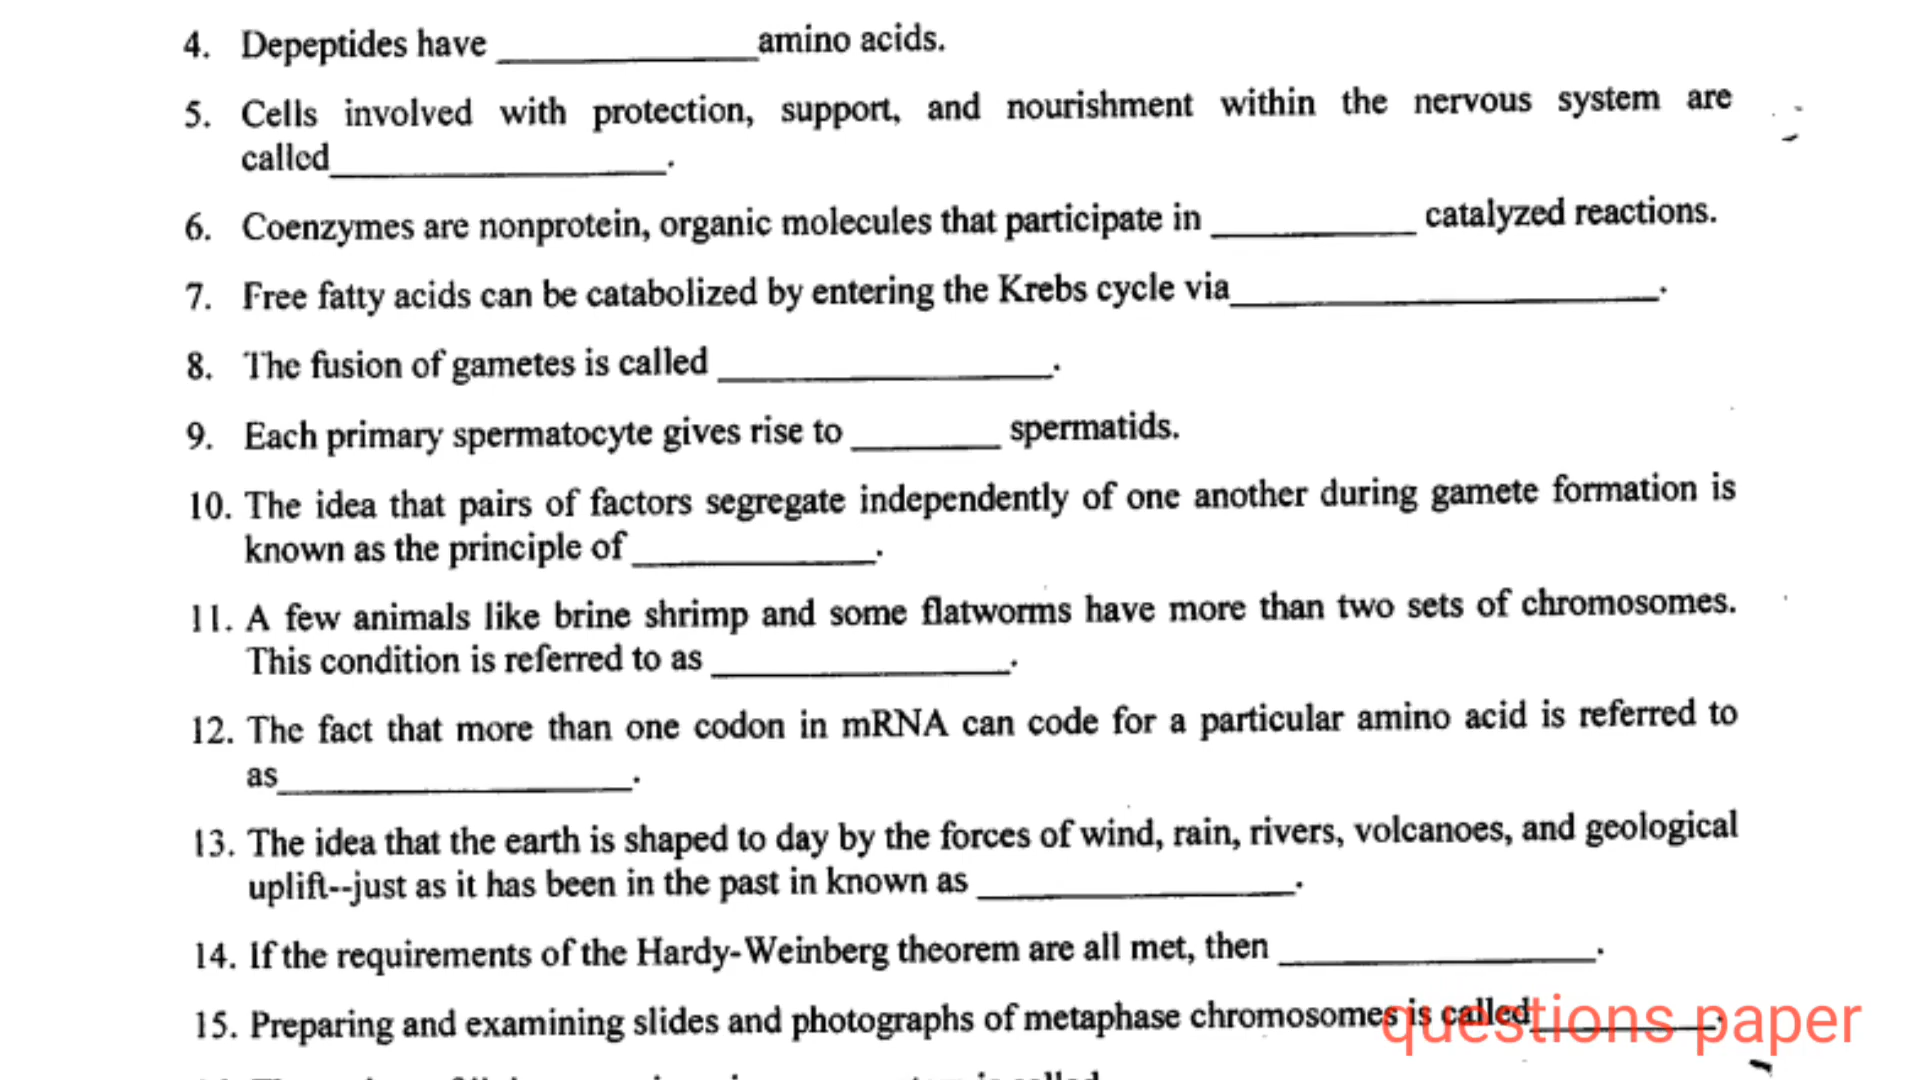 4. Depeptides have ____________ amino acids.
5. Cells involved with protection, support, and nourishment within the nervous system are
called________________.
6. Coenzymes are nonprotein, organic molecules that participate in __________ catalyzed reactions.
7. Free fatty acids can be catabolized by entering the Krebs cycle via____________________.
8. The fusion of gametes is called ________________.
9. Each primary spermatocyte gives rise to _______ spermatids.
10. The idea that pairs of factors segregate independently of one another during gamete formation is
known as the principle of ____________.
11. A few animals like brine shrimp and some flatworms have more than two sets of chromosomes.
This condition is referred to as ______________.
12. The fact that more than one codon in mRNA can code for a particular amino acid is referred to
as_________________.
13. The idea that the earth is shaped to day by the forces of wind, rain, rivers, volcanoes, and geological
uplift--just as it has been in the past in known as _______________.
14. If the requirements of the Hardy-Weinberg theorem are all met, then _______________.
15. Preparing and examining slides and photographs of metaphase chromosomes is called_________.
questions paper